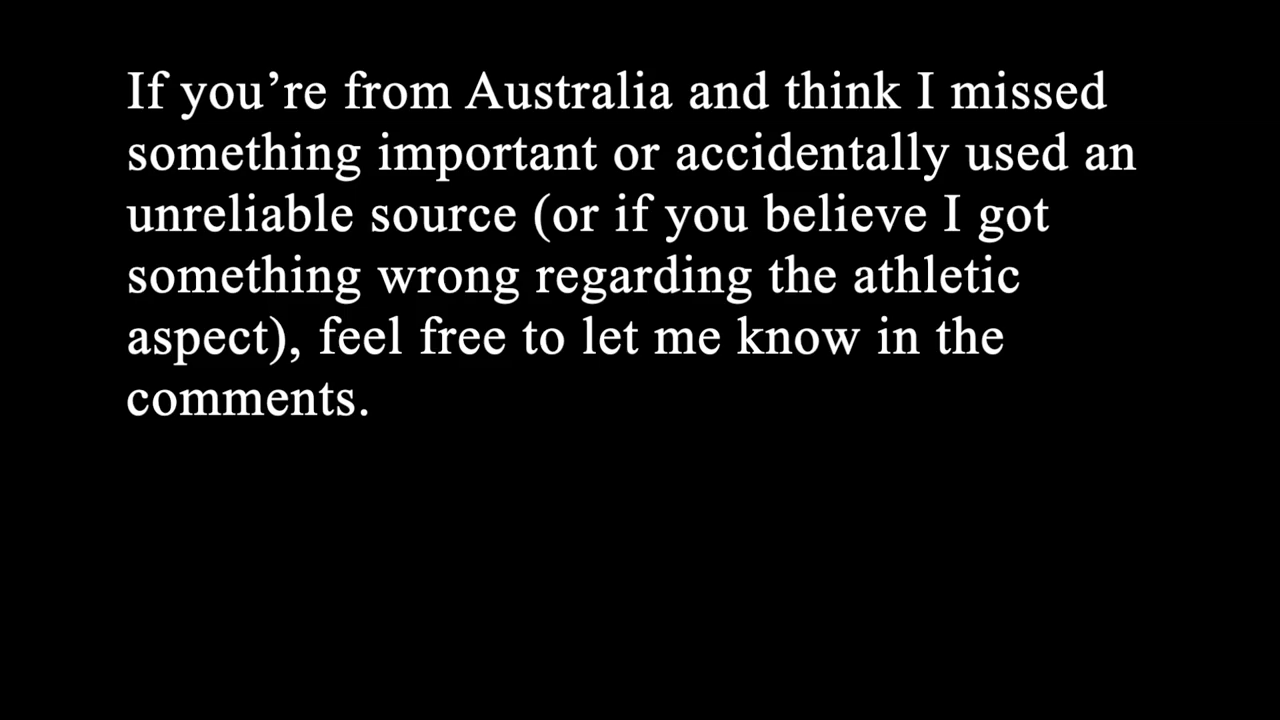 If you’re from Australia and think I missed
something important or accidentally used an
unreliable source (or if you believe I got
something wrong regarding the athletic
aspect), feel free to let me know in the
comments.